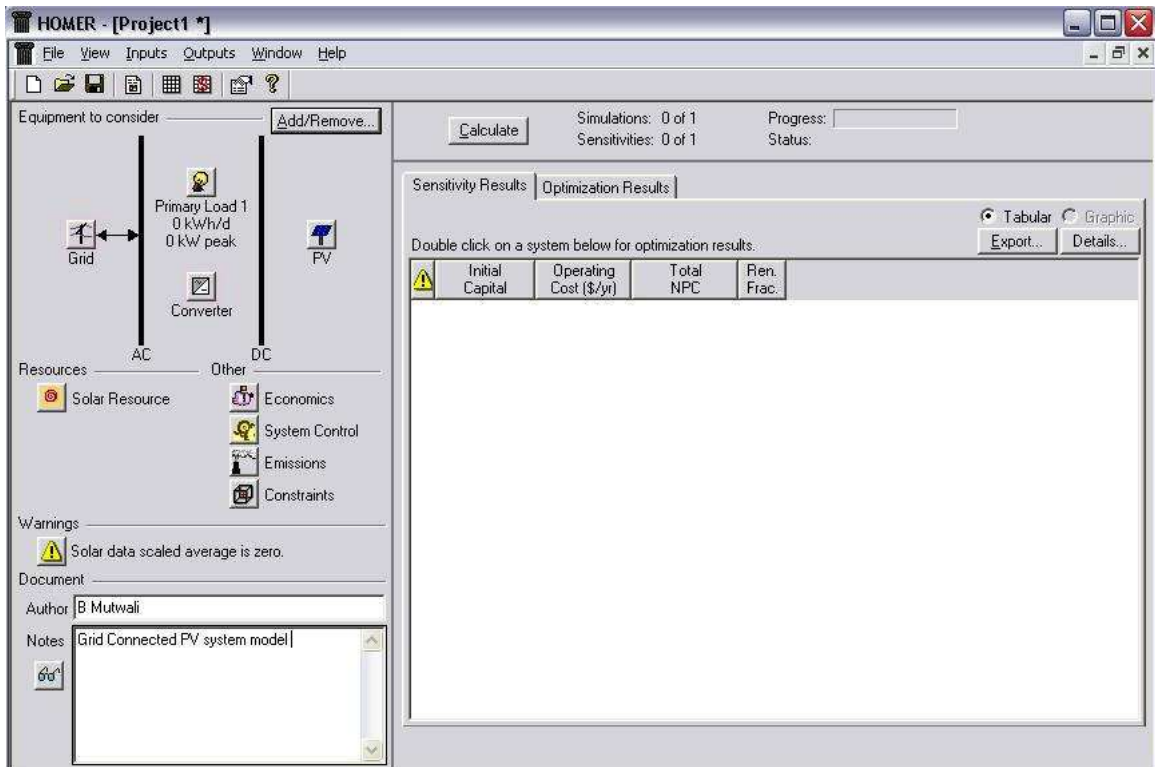 HOMER - [Project1 *]
File View Inputs Outputs Window Help
Equipment to consider
Add/Remove...
Primary Load 1
0 kWh/d
0 kW peak
Grid
PV
Converter
AC DC
Resources Other
Solar Resource
Economics
System Control
Emissions
Constraints
Warnings
Solar data scaled average is zero.
Document
Author B Mutwali
Notes Grid Connected PV system model
Calculate
Simulations: 0 of 1
Sensitivities: 0 of 1
Progress:
Status:
Sensitivity Results Optimization Results
Tabular Graphic
Double click on a system below for optimization results.
Export... Details...
Initial Capital
Operating Cost ($/yr)
Total NPC
Ren. Frac.